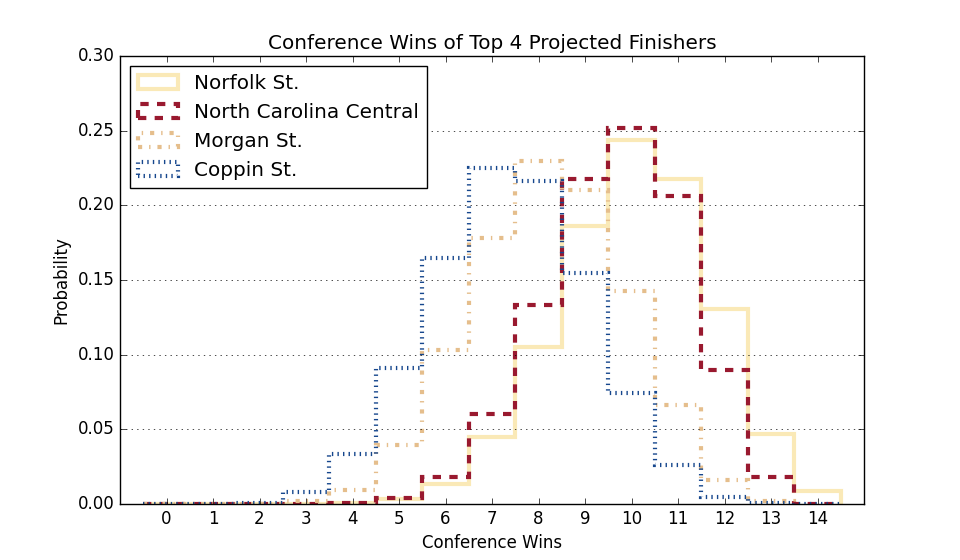 Conference Wins of Top 4 Projected Finishers
0.30
0.25
0.20
0.15
0.10
0.05
0.00
Probability
Norfolk St.
North Carolina Central
Morgan St.
Coppin St.
0 1 2 3 4 5 6 7 8 9 10 11 12 13 14
Conference Wins